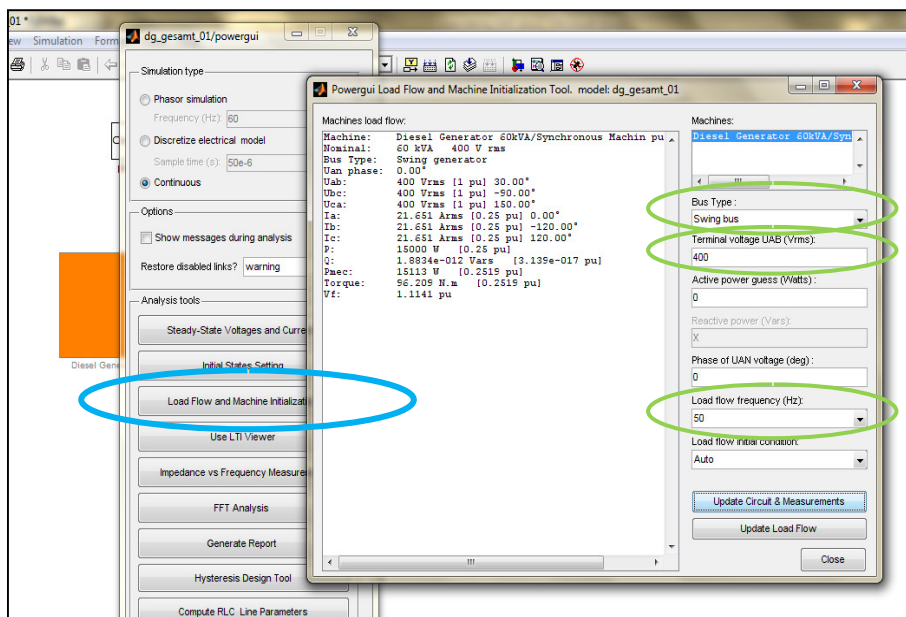 01 *
ew Simulation Form
dg_gesamt_01/powergui
Simulation type
Phasor simulation
Frequency (Hz): 60
Discretize electrical model
Sample time (s): 50e-6
Continuous
Options
Show messages during analysis
Restore disabled links? warning
Analysis tools
Steady-State Voltages and Curre
Initial States Setting
Load Flow and Machine Initializati
Use LTI Viewer
Impedance vs Frequency Measure
FFT Analysis
Generate Report
Hysteresis Design Tool
Compute RLC Line Parameters
Diesel Gene
Powergui Load Flow and Machine Initialization Tool. model: dg_gesamt_01
Machines load flow:
Machine: Diesel Generator 60kVA/Synchronous Machin pu
Nominal: 60 kVA 400 V rms
Bus Type: Swing generator
Uan phase: 0.00°
Uab: 400 Vrms [1 pu] 30.00°
Ubc: 400 Vrms [1 pu] -90.00°
Uca: 400 Vrms [1 pu] 150.00°
Ia: 21.651 Arms [0.25 pu] 0.00°
Ib: 21.651 Arms [0.25 pu] -120.00°
Ic: 21.651 Arms [0.25 pu] 120.00°
P: 15000 W [0.25 pu]
Q: 1.8834e-012 Vars [3.139e-017 pu]
Pmec: 15113 W [0.2519 pu]
Torque: 96.209 N.m [0.2519 pu]
Vf: 1.1141 pu
Machines:
Diesel Generator 60kVA/Syn
Bus Type :
Swing bus
Terminal voltage UAB (Vrms):
400
Active power guess (Watts) :
0
Reactive power (Vars):
X
Phase of UAN voltage (deg) :
0
Load flow frequency (Hz):
50
Load flow initial condition:
Auto
Update Circuit & Measurements
Update Load Flow
Close